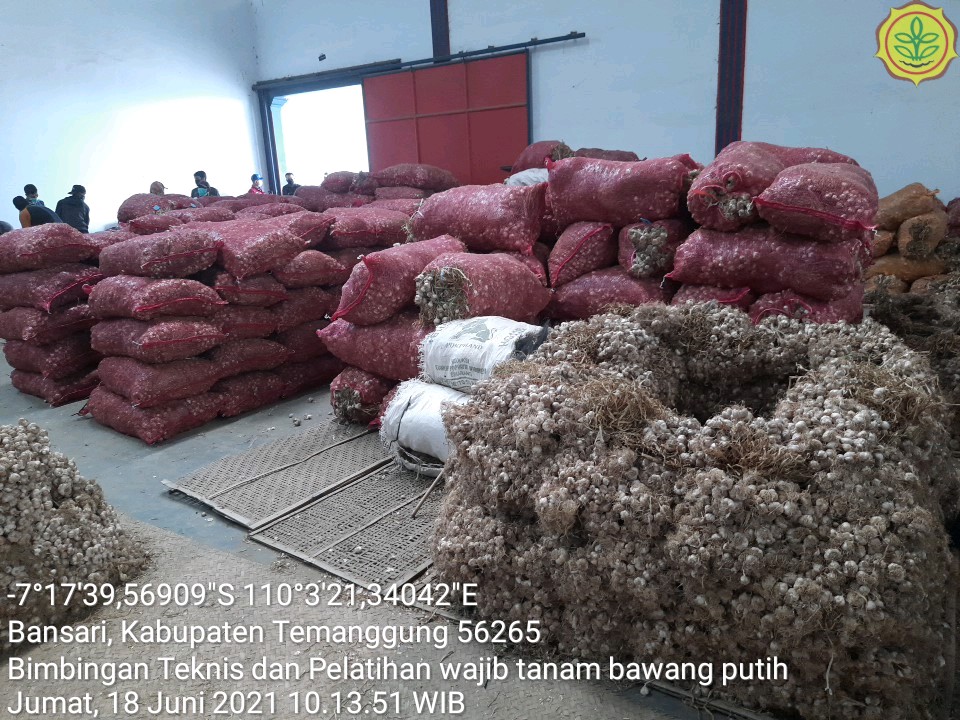 -7°17'39,56909"S 110°3'21,34042"E
Bansari, Kabupaten Temanggung 56265
Bimbingan Teknis dan Pelatihan wajib tanam bawang putih
Jumat, 18 Juni 2021 10.13.51 WIB